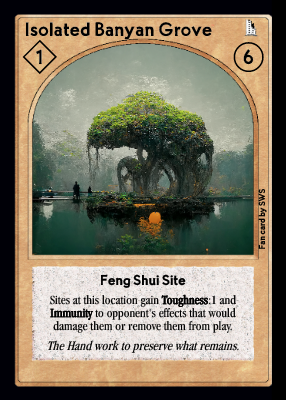 Isolated Banyan Grove
1
6
Fan card by SWS
Feng Shui Site
Sites at this location gain Toughness:1 and
Immunity to opponent's effects that would
damage them or remove them from play.
The Hand work to preserve what remains.